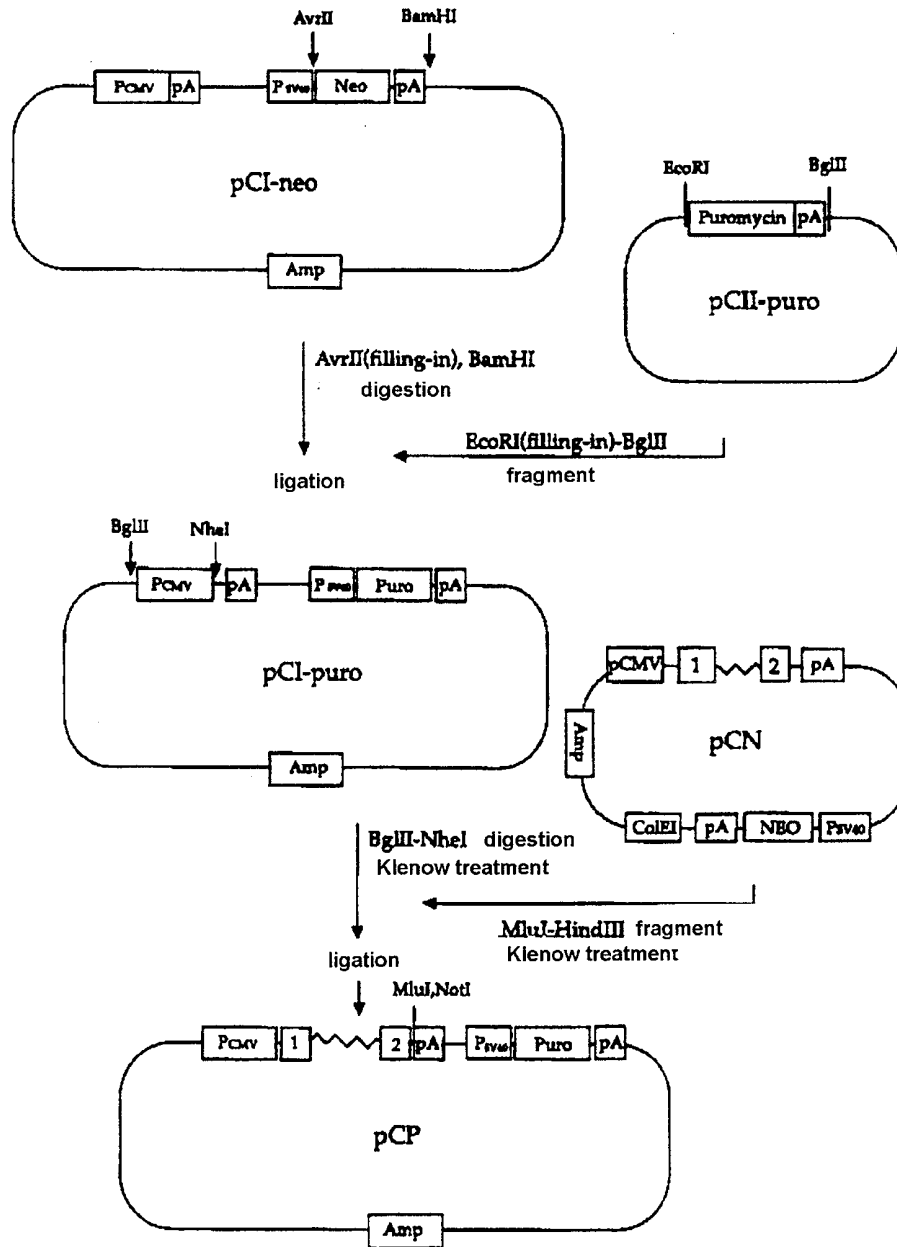 AvrII BamHI
PCMV pA PSV40 Neo pA
pCI-neo
Amp
EcoRI BglII
Puromycin pA
pCII-puro
AvrII(filling-in), BamHI
digestion
EcoRI(filling-in)-BglII
fragment
ligation
BglII NheI
PCMV pA PSV40 Puro pA
pCI-puro
Amp
pCMV 1 2 pA
Amp
pCN
ColEI pA NEO PSV40
BglII-NheI digestion
Klenow treatment
MluI-HindIII fragment
Klenow treatment
ligation
MluI,NotI
PCMV 1 2 pA PSV40 Puro pA
pCP
Amp